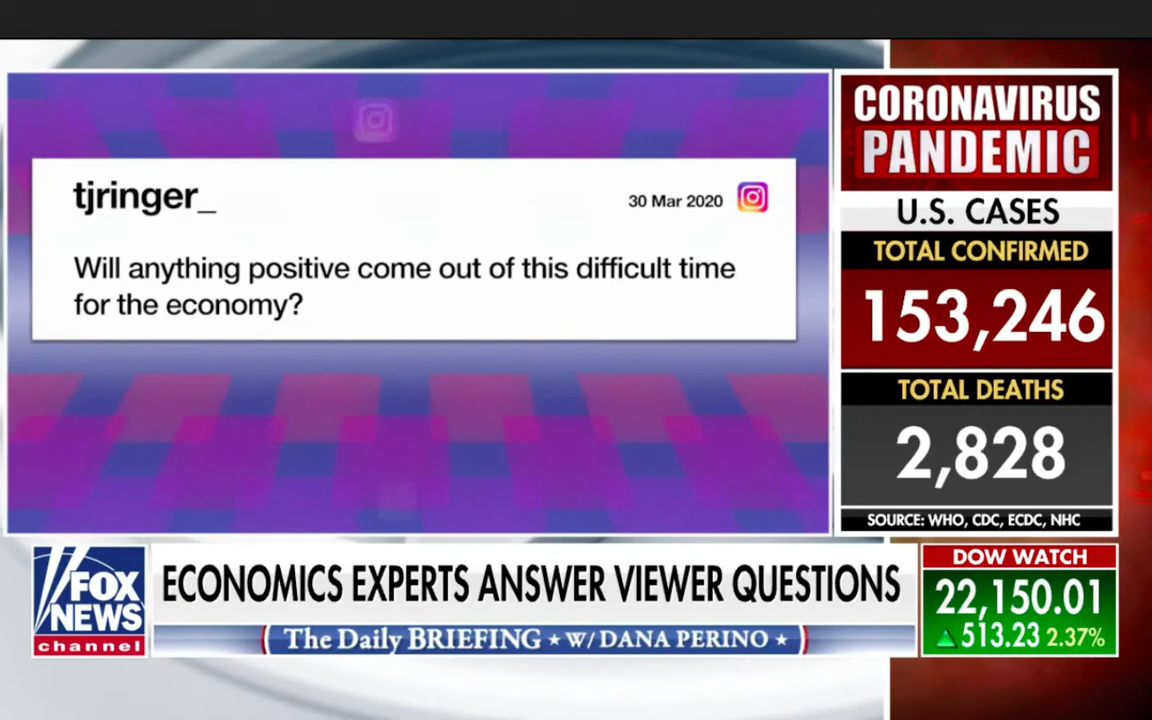 tjringer_
30 Mar 2020
Will anything positive come out of this difficult time
for the economy?
CORONAVIRUS
PANDEMIC
U.S. CASES
TOTAL CONFIRMED
153,246
TOTAL DEATHS
2,828
SOURCE: WHO, CDC, ECDC, NHC
FOX
NEWS
channel
ECONOMICS EXPERTS ANSWER VIEWER QUESTIONS
The Daily BRIEFING ★ W/ DANA PERINO ★
DOW WATCH
22,150.01
▲513.23 2.37%